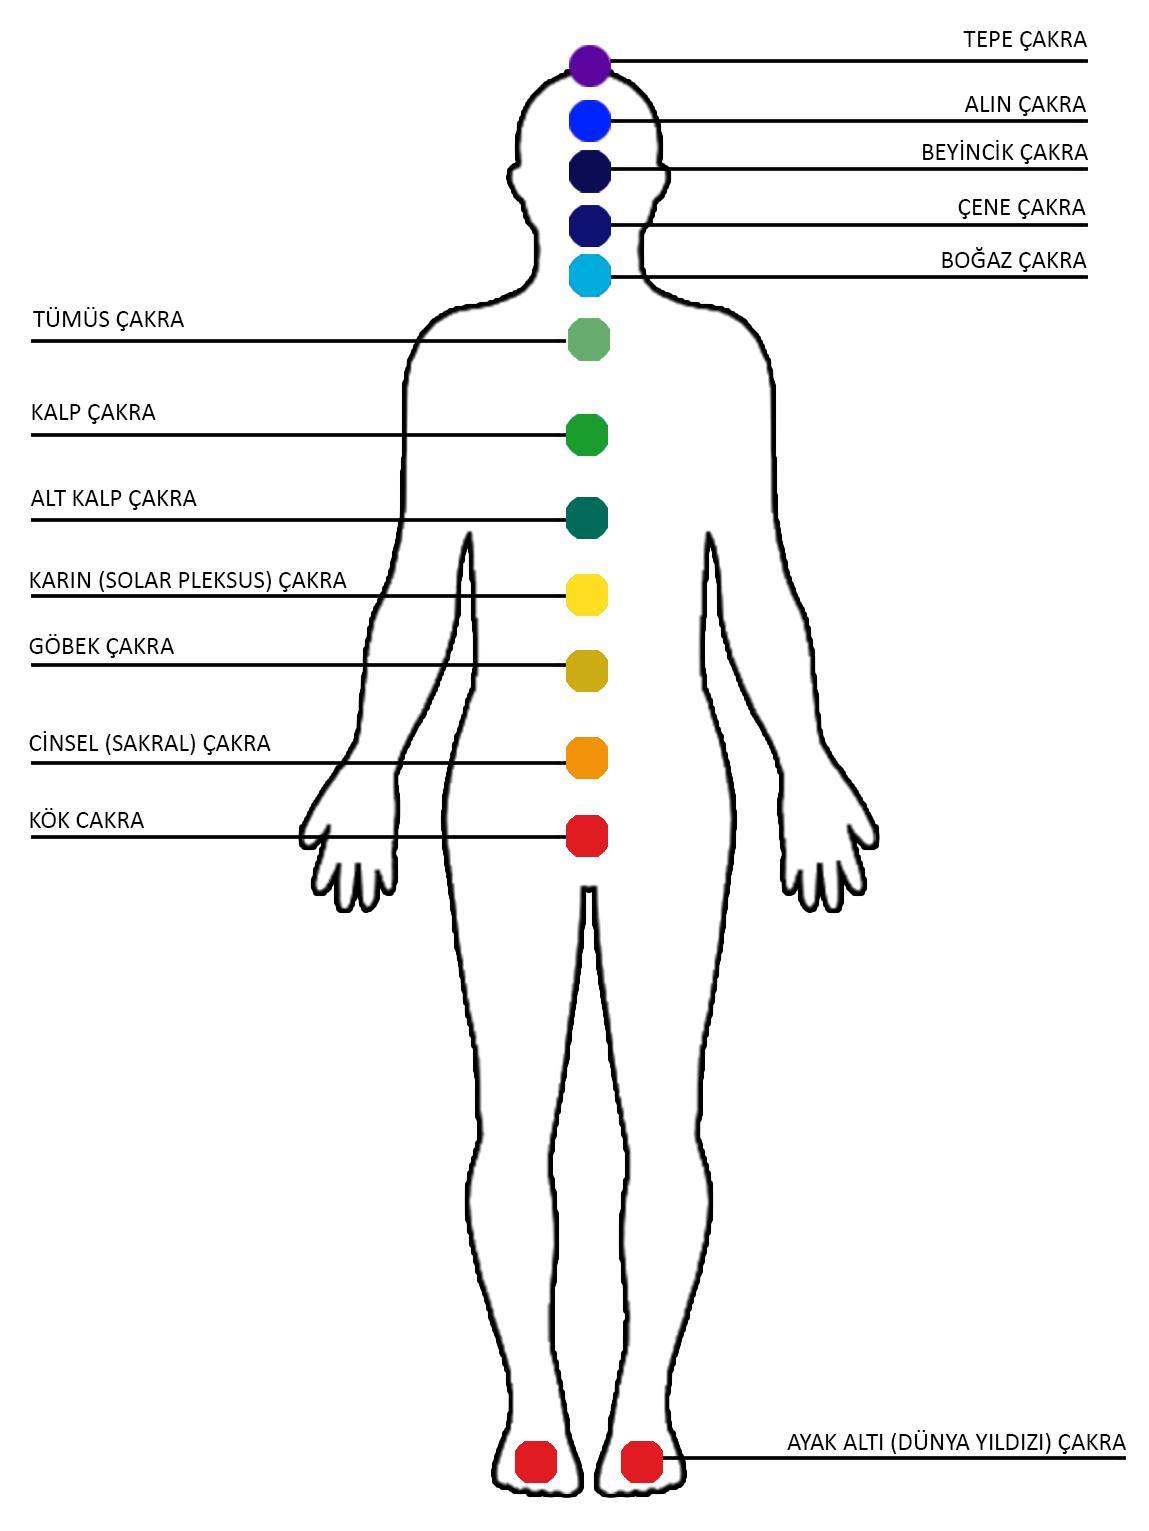 TEPE ÇAKRA
ALIN ÇAKRA
BEYİNCİK ÇAKRA
ÇENE ÇAKRA
BOĞAZ ÇAKRA
TÜMÜS ÇAKRA
KALP ÇAKRA
ALT KALP ÇAKRA
KARIN (SOLAR PLEKSUS) ÇAKRA
GÖBEK ÇAKRA
CİNSEL (SAKRAL) ÇAKRA
KÖK CAKRA
AYAK ALTI (DÜNYA YILDIZI) ÇAKRA